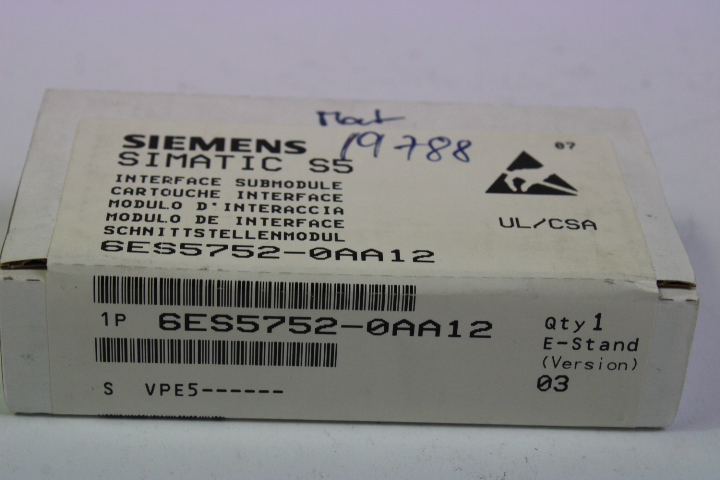 Mat
19788
SIEMENS
SIMATIC S5
INTERFACE SUBMODULE
CARTOUCHE INTERFACE
MODULO D'INTERACCIA
MODULO DE INTERFACE
SCHNITTSTELLENMODUL
6ES5752-0AA12
07
UL/CSA
1P 6ES5752-0AA12
S VPE5------
Qty 1
E-Stand
(Version)
03